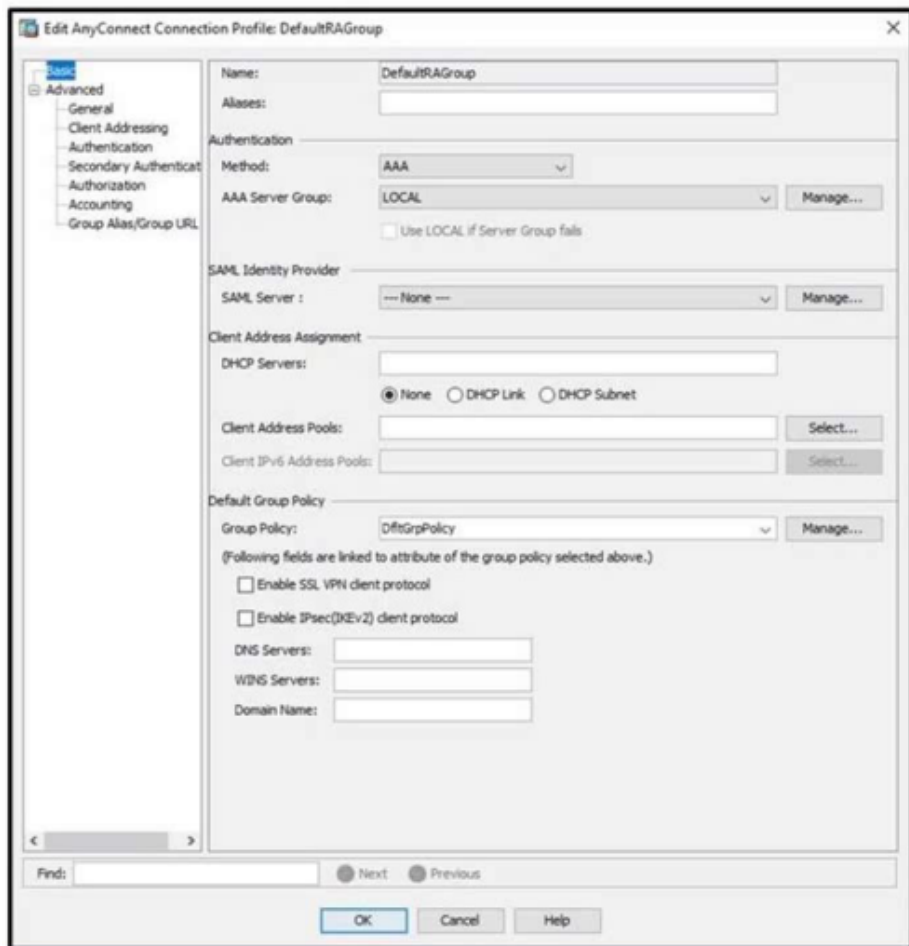 Edit AnyConnect Connection Profile: DefaultRAGroup
Basic
Advanced
General
Client Addressing
Authentication
Secondary Authenticat
Authorization
Accounting
Group Alias/Group URL
Name: DefaultRAGroup
Aliases:
Authentication
Method: AAA
AAA Server Group: LOCAL Manage...
Use LOCAL if Server Group fails
SAML Identity Provider
SAML Server : --- None --- Manage...
Client Address Assignment
DHCP Servers:
None DHCP Link DHCP Subnet
Client Address Pools: Select...
Client IPv6 Address Pools: Select...
Default Group Policy
Group Policy: DfltGrpPolicy Manage...
(Following fields are linked to attribute of the group policy selected above.)
Enable SSL VPN client protocol
Enable IPsec(IKEv2) client protocol
DNS Servers:
WINS Servers:
Domain Name:
Find: Next Previous
OK Cancel Help